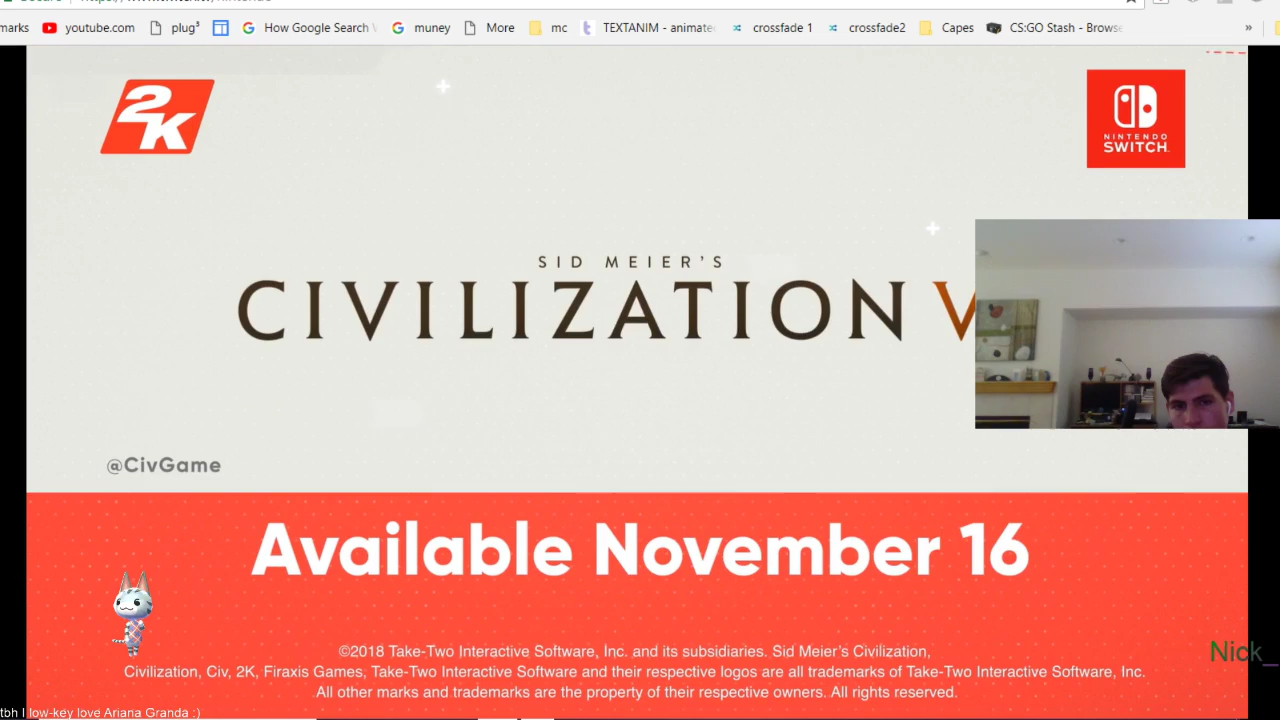 marks
youtube.com
plug³
How Google Search
muney
More
mc
TEXTANIM - animate
crossfade 1
crossfade2
Capes
CS:GO Stash - Browse
»
2K
NINTENDO
SWITCH
SID MEIER'S
CIVILIZATION V
@CivGame
Available November 16
©2018 Take-Two Interactive Software, Inc. and its subsidiaries. Sid Meier's Civilization,
Civilization, Civ, 2K, Firaxis Games, Take-Two Interactive Software and their respective logos are all trademarks of Take-Two Interactive Software, Inc.
All other marks and trademarks are the property of their respective owners. All rights reserved.
Nick_
tbh I low-key love Ariana Granda :)